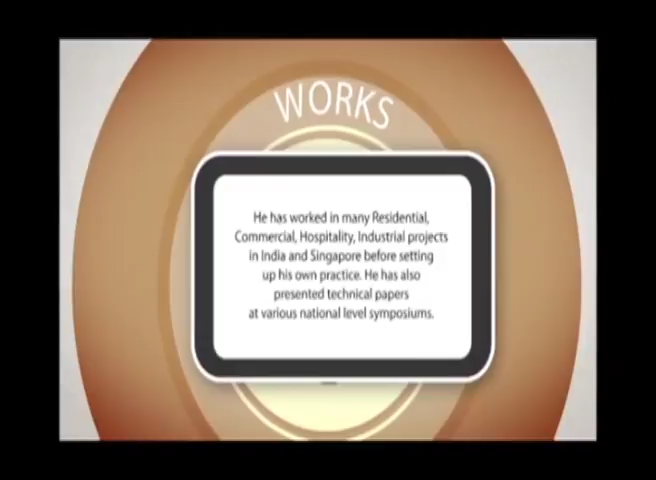 WORKS
He has worked in many Residential,
Commercial, Hospitality, Industrial projects
in India and Singapore before setting
up his own practice. He has also
presented technical papers
at various national level symposiums.